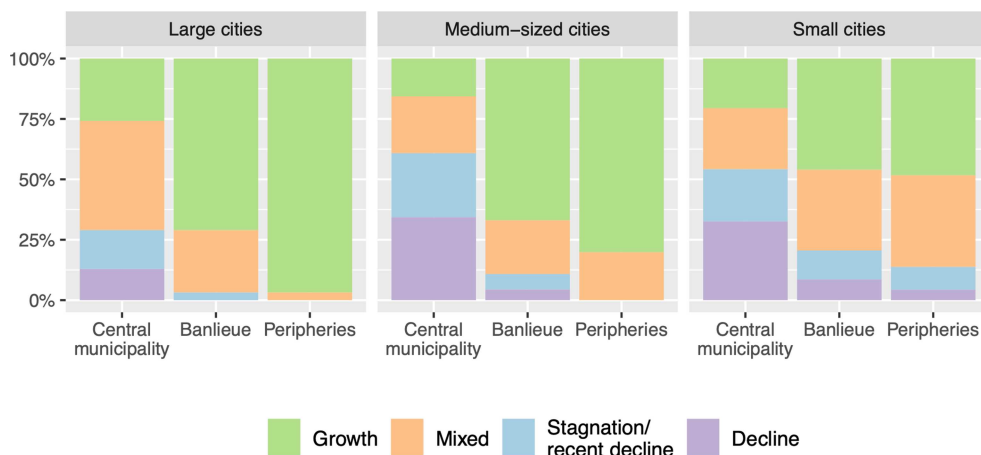 Large cities
Medium-sized cities
Small cities
100%
75%
50%
25%
0%
Central
municipality
Banlieue
Peripheries
Central
municipality
Banlieue
Peripheries
Central
municipality
Banlieue
Peripheries
Growth
Mixed
Stagnation/
recent decline
Decline